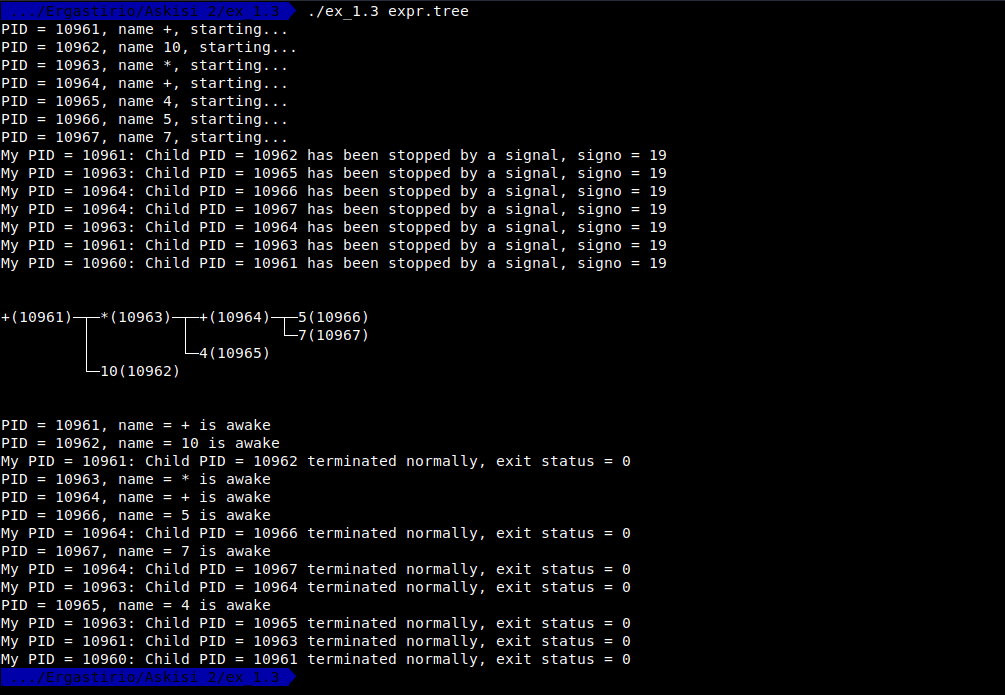 .../Ergastirio/Askisi 2/ex 1.3 ./ex_1.3 expr.tree
PID = 10961, name +, starting...
PID = 10962, name 10, starting...
PID = 10963, name *, starting...
PID = 10964, name +, starting...
PID = 10965, name 4, starting...
PID = 10966, name 5, starting...
PID = 10967, name 7, starting...
My PID = 10961: Child PID = 10962 has been stopped by a signal, signo = 19
My PID = 10963: Child PID = 10965 has been stopped by a signal, signo = 19
My PID = 10964: Child PID = 10966 has been stopped by a signal, signo = 19
My PID = 10964: Child PID = 10967 has been stopped by a signal, signo = 19
My PID = 10963: Child PID = 10964 has been stopped by a signal, signo = 19
My PID = 10961: Child PID = 10963 has been stopped by a signal, signo = 19
My PID = 10960: Child PID = 10961 has been stopped by a signal, signo = 19
+(10961)─┬─*(10963)─┬─+(10964)─┬─5(10966)
└─7(10967)
└─4(10965)
└─10(10962)
PID = 10961, name = + is awake
PID = 10962, name = 10 is awake
My PID = 10961: Child PID = 10962 terminated normally, exit status = 0
PID = 10963, name = * is awake
PID = 10964, name = + is awake
PID = 10966, name = 5 is awake
My PID = 10964: Child PID = 10966 terminated normally, exit status = 0
PID = 10967, name = 7 is awake
My PID = 10964: Child PID = 10967 terminated normally, exit status = 0
My PID = 10963: Child PID = 10964 terminated normally, exit status = 0
PID = 10965, name = 4 is awake
My PID = 10963: Child PID = 10965 terminated normally, exit status = 0
My PID = 10961: Child PID = 10963 terminated normally, exit status = 0
My PID = 10960: Child PID = 10961 terminated normally, exit status = 0
.../Ergastirio/Askisi 2/ex 1.3